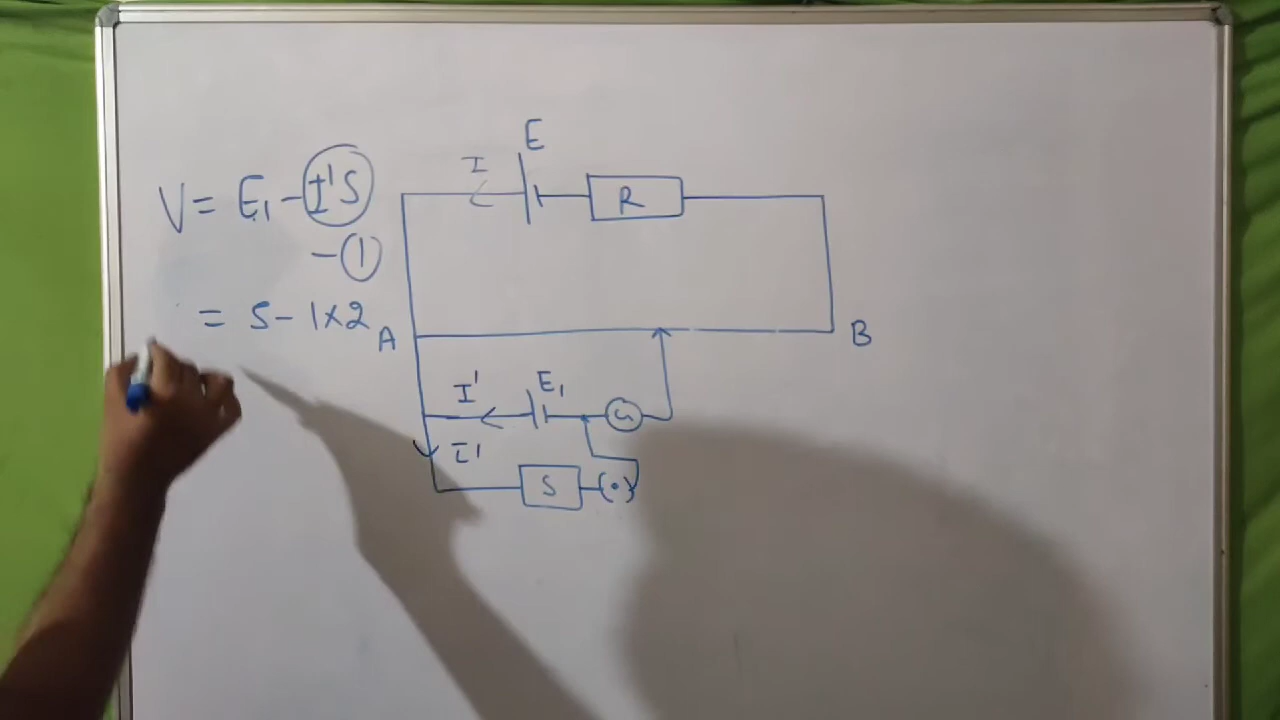 E
I
R
V = E₁ - I'S
- ①
= 5 - 1×2
A
B
I'
E₁
G
I'
S
(·)